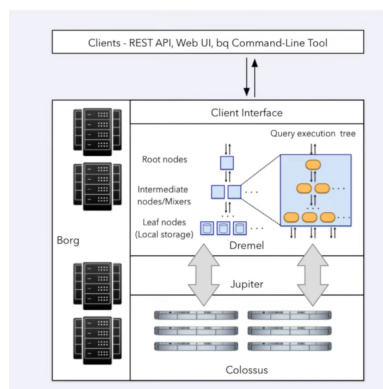 Clients - REST API, Web UI, bq Command-Line Tool
Client Interface
Query execution tree
Root nodes
Intermediate
nodes/Mixers
Leaf nodes
(Local storage)
Dremel
Borg
Jupiter
Colossus